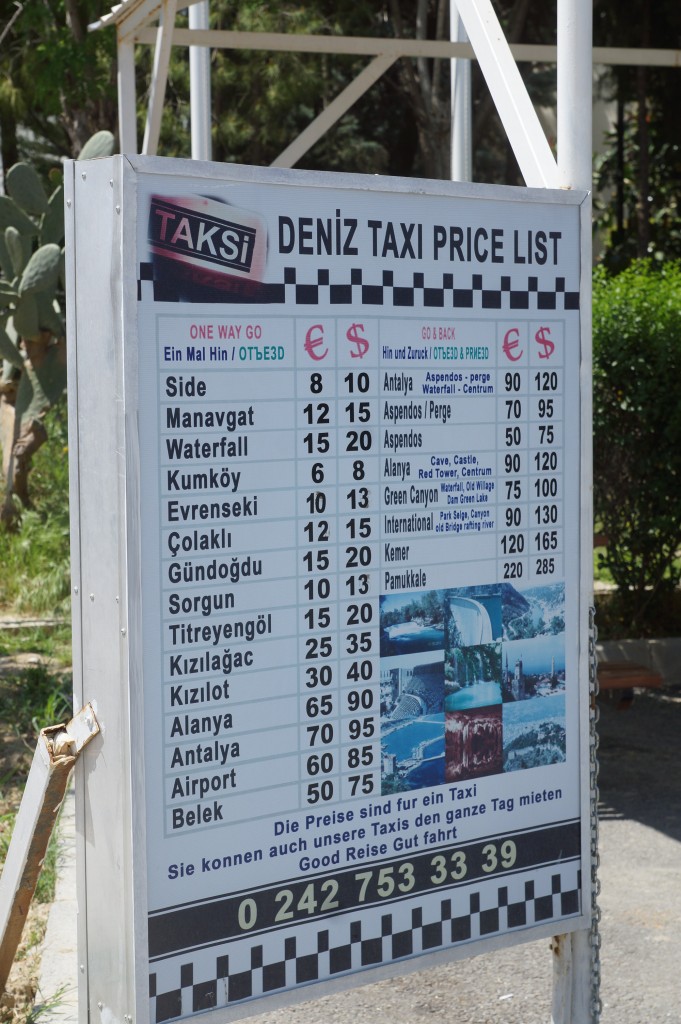 TAKSİ
DENİZ TAXI PRICE LIST
ONE WAY GO € $
Ein Mal Hin / ОТЪЕЗD
Side 8 10
Manavgat 12 15
Waterfall 15 20
Kumköy 6 8
Evrenseki 10 13
Çolaklı 12 15
Gündoğdu 15 20
Sorgun 10 13
Titreyengöl 15 20
Kızılağaç 25 35
Kızılot 30 40
Alanya 65 90
Antalya 70 95
Airport 60 85
Belek 50 75
GO & BACK € $
Hin und Zuruck / ОТЪЕЗD & PRИЕЗD
Antalya Aspendos - perge 90 120
Waterfall - Centrum
Aspendos / Perge 70 95
Aspendos 50 75
Alanya Cave, Castle, 90 120
Red Tower, Centrum
Green Canyon Waterfall, Old Willage 75 100
Dam Green Lake
International Park Selge, Canyon 90 130
old Bridge rafting river
Kemer 120 165
Pamukkale 220 285
Die Preise sind fur ein Taxi
Sie konnen auch unsere Taxis den ganze Tag mieten
Good Reise Gut fahrt
0 242 753 33 39